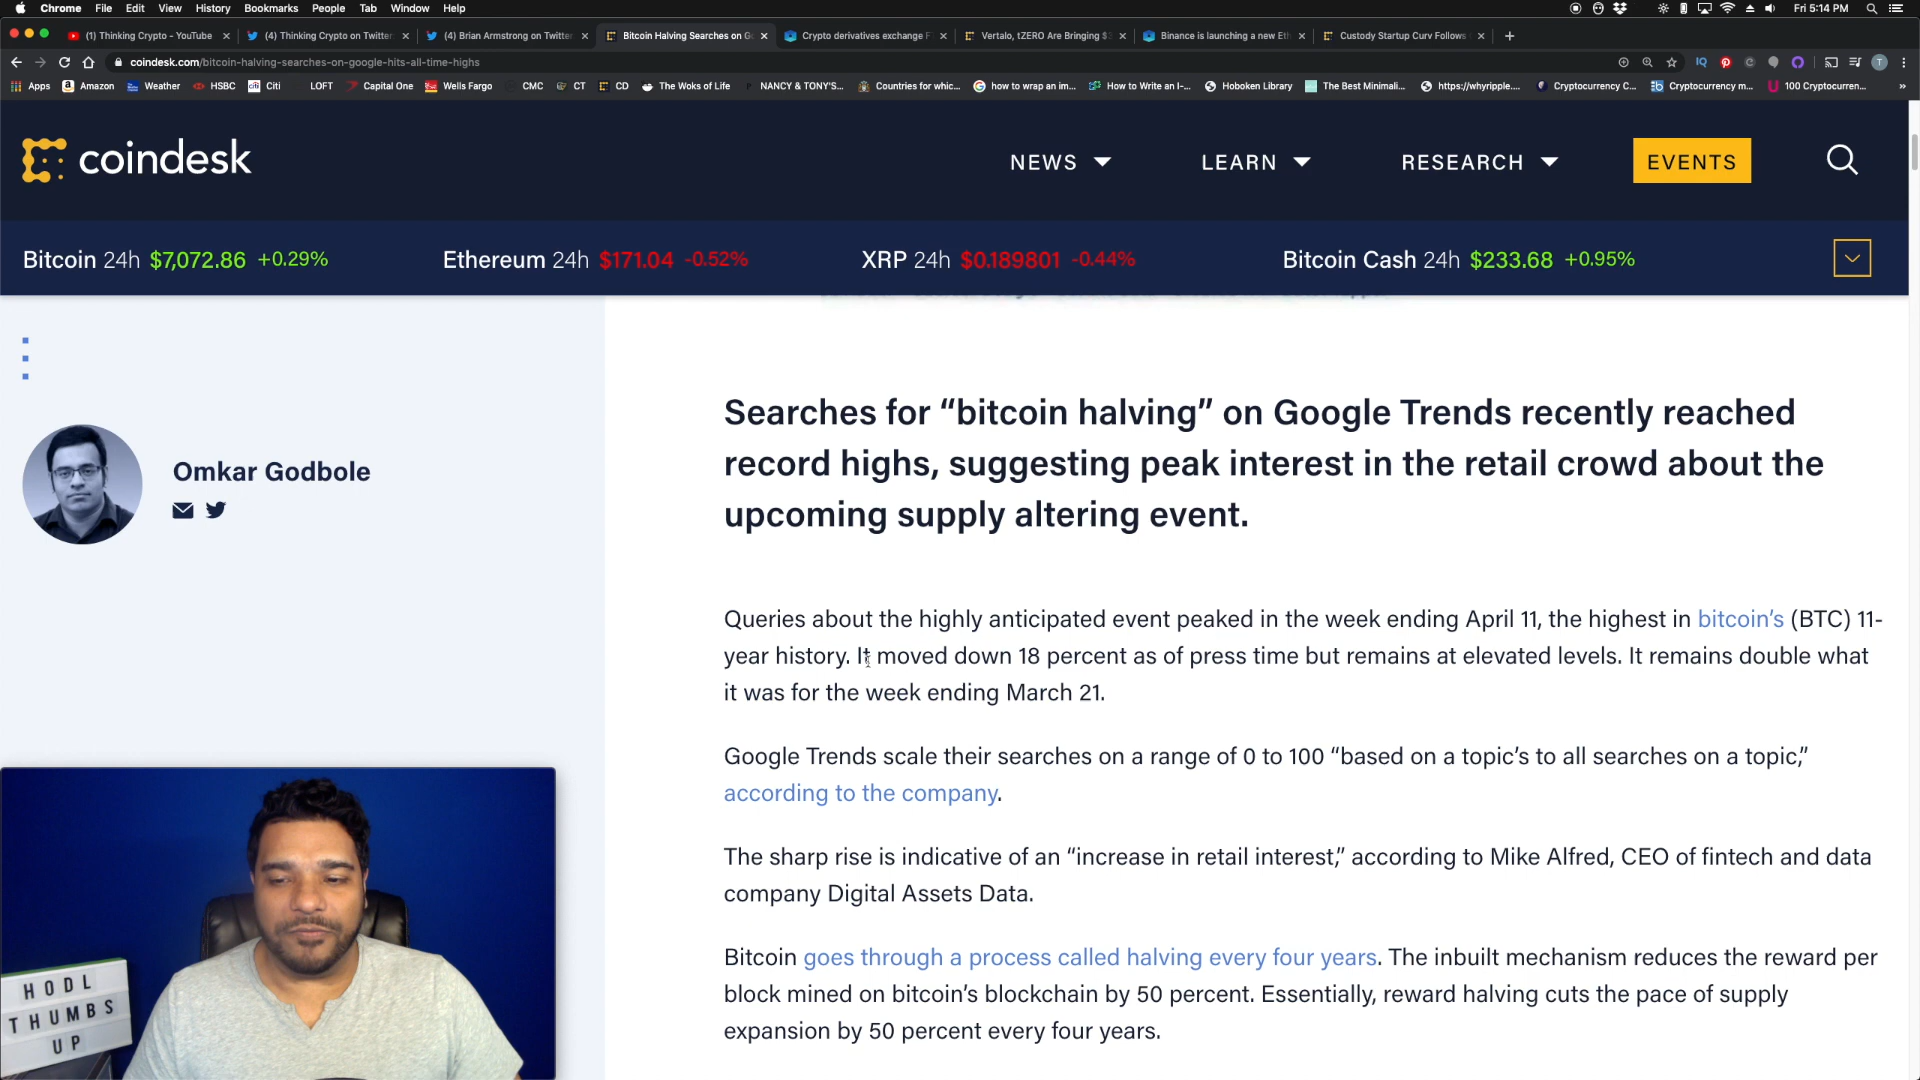 Chrome File Edit View History Bookmarks People Tab Window Help Fri 5:14 PM
(1) Thinking Crypto - YouTube (4) Thinking Crypto on Twitter (4) Brian Armstrong on Twitter Bitcoin Halving Searches on Go Crypto derivatives exchange F Vertalo, tZERO Are Bringing $ Binance is launching a new Eth Custody Startup Curv Follows
coindesk.com/bitcoin-halving-searches-on-google-hits-all-time-highs
Apps Amazon Weather HSBC Citi LOFT Capital One Wells Fargo CMC CT CD The Woks of Life NANCY & TONY'S... Countries for whic... how to wrap an im... How to Write an I-... Hoboken Library The Best Minimali... https://whyripple.... Cryptocurrency C... Cryptocurrency m... 100 Cryptocurren... »
coindesk NEWS LEARN RESEARCH EVENTS
Bitcoin 24h $7,072.86 +0.29% Ethereum 24h $171.04 -0.52% XRP 24h $0.189801 -0.44% Bitcoin Cash 24h $233.68 +0.95%
Omkar Godbole
Searches for “bitcoin halving” on Google Trends recently reached
record highs, suggesting peak interest in the retail crowd about the
upcoming supply altering event.
Queries about the highly anticipated event peaked in the week ending April 11, the highest in bitcoin’s (BTC) 11-
year history. It moved down 18 percent as of press time but remains at elevated levels. It remains double what
it was for the week ending March 21.
Google Trends scale their searches on a range of 0 to 100 “based on a topic’s to all searches on a topic,”
according to the company.
The sharp rise is indicative of an “increase in retail interest,” according to Mike Alfred, CEO of fintech and data
company Digital Assets Data.
Bitcoin goes through a process called halving every four years. The inbuilt mechanism reduces the reward per
block mined on bitcoin’s blockchain by 50 percent. Essentially, reward halving cuts the pace of supply
expansion by 50 percent every four years.
HODL
THUMBS
UP